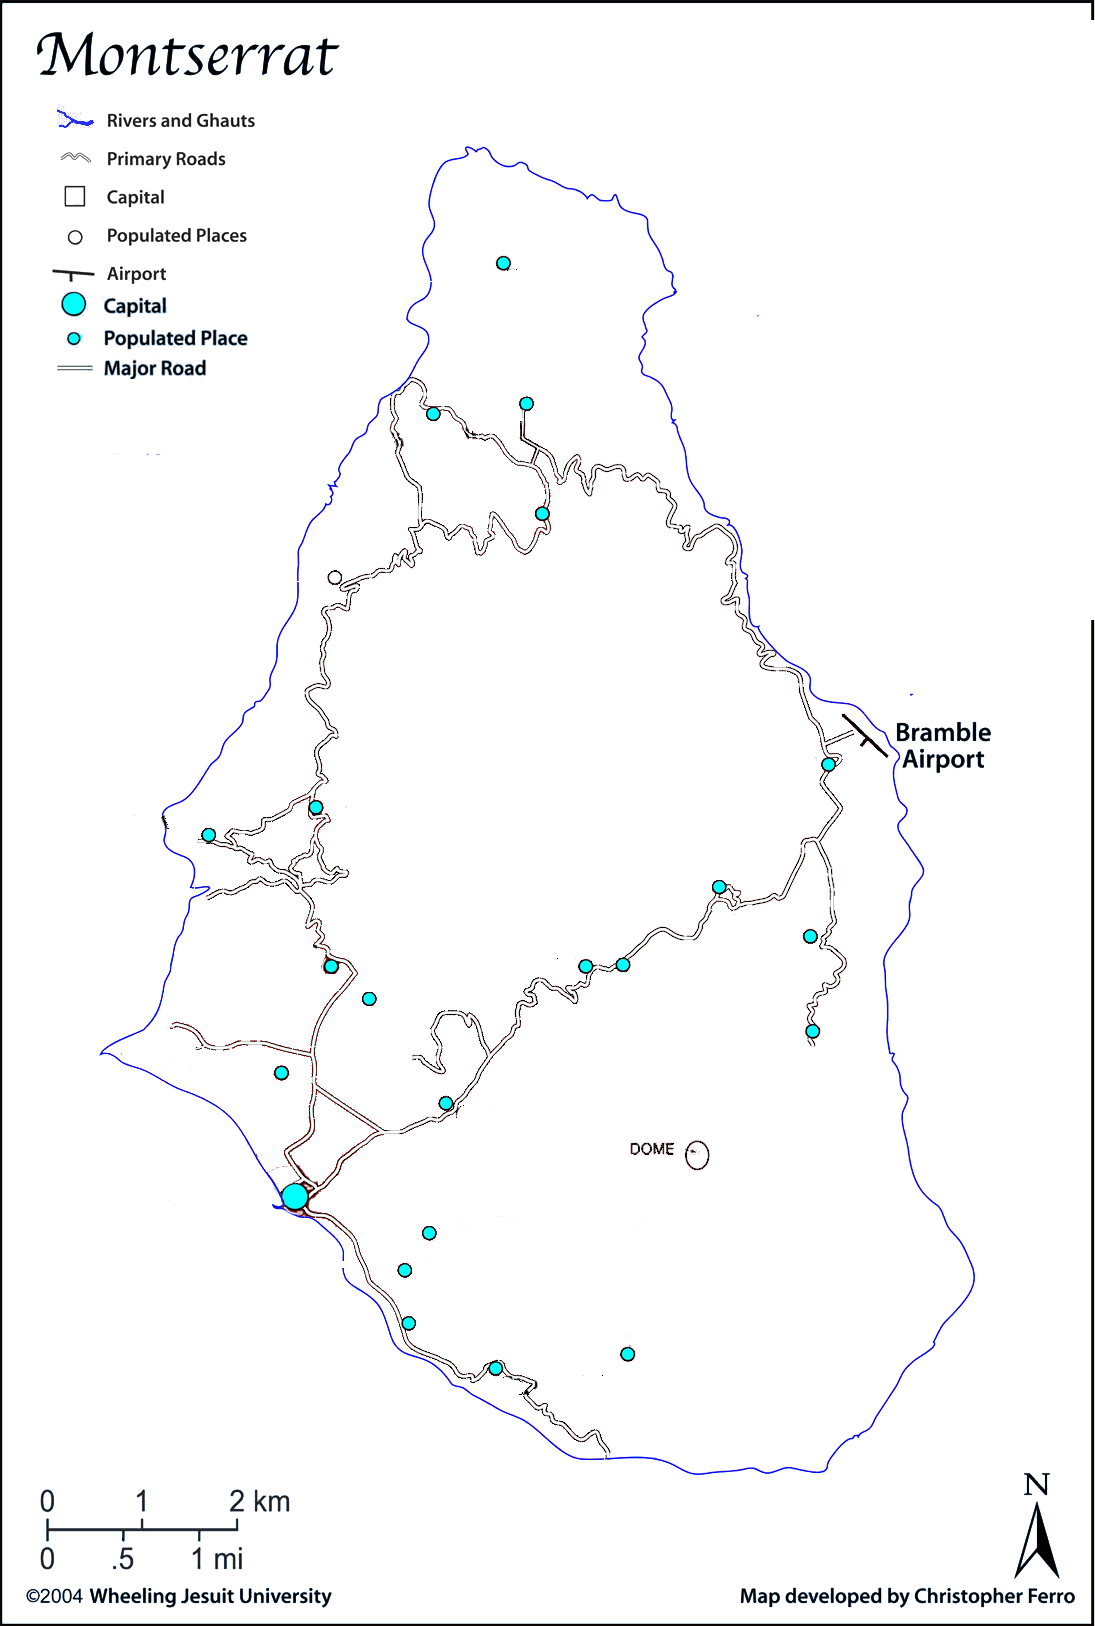 Montserrat
Rivers and Ghauts
Primary Roads
Capital
Populated Places
Airport
Capital
Populated Place
Major Road
Bramble
Airport
DOME
N
0 1 2 km
0 .5 1 mi
©2004 Wheeling Jesuit University
Map developed by Christopher Ferro